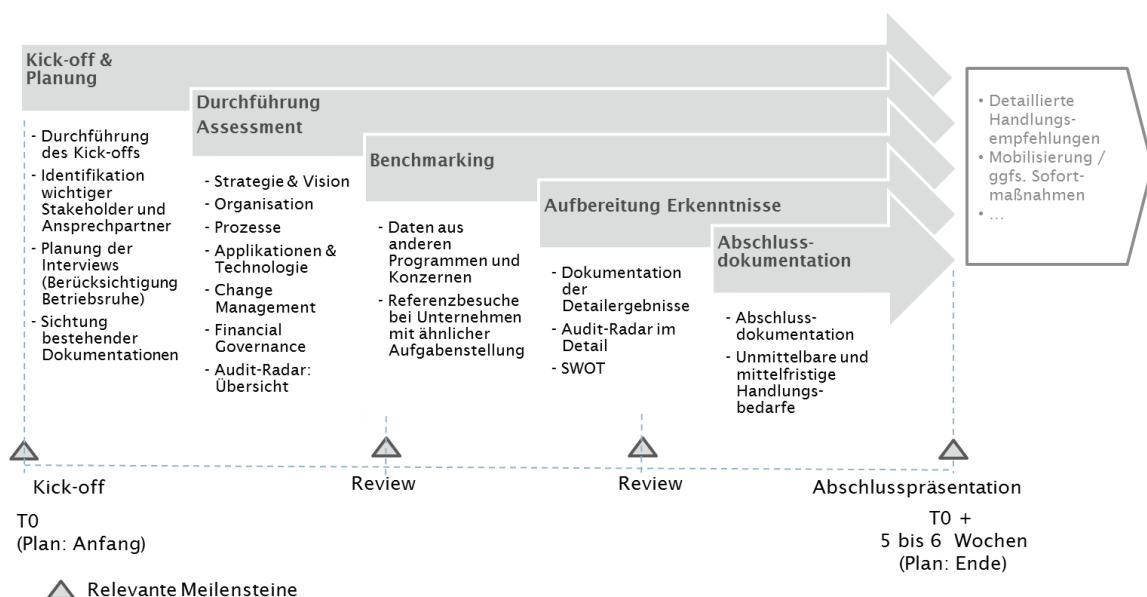 Kick-off &
Planung
- Durchführung
des Kick-offs
- Identifikation
wichtiger
Stakeholder und
Ansprechpartner
- Planung der
Interviews
(Berücksichtigung
Betriebsruhe)
- Sichtung
bestehender
Dokumentationen
Durchführung
Assessment
- Strategie & Vision
- Organisation
- Prozesse
- Applikationen &
Technologie
- Change
Management
- Financial
Governance
- Audit-Radar:
Übersicht
Benchmarking
- Daten aus
anderen
Programmen und
Konzernen
- Referenzbesuche
bei Unternehmen
mit ähnlicher
Aufgabenstellung
Aufbereitung Erkenntnisse
- Dokumentation
der
Detailergebnisse
- Audit-Radar im
Detail
- SWOT
Abschluss-
dokumentation
- Abschluss-
dokumentation
- Unmittelbare und
mittelfristige
Handlungs-
bedarfe
• Detaillierte
Handlungs-
empfehlungen
• Mobilisierung /
ggfs. Sofort-
maßnahmen
• ...
Kick-off
Review
Review
Abschlusspräsentation
T0
(Plan: Anfang)
T0 +
5 bis 6 Wochen
(Plan: Ende)
Relevante Meilensteine